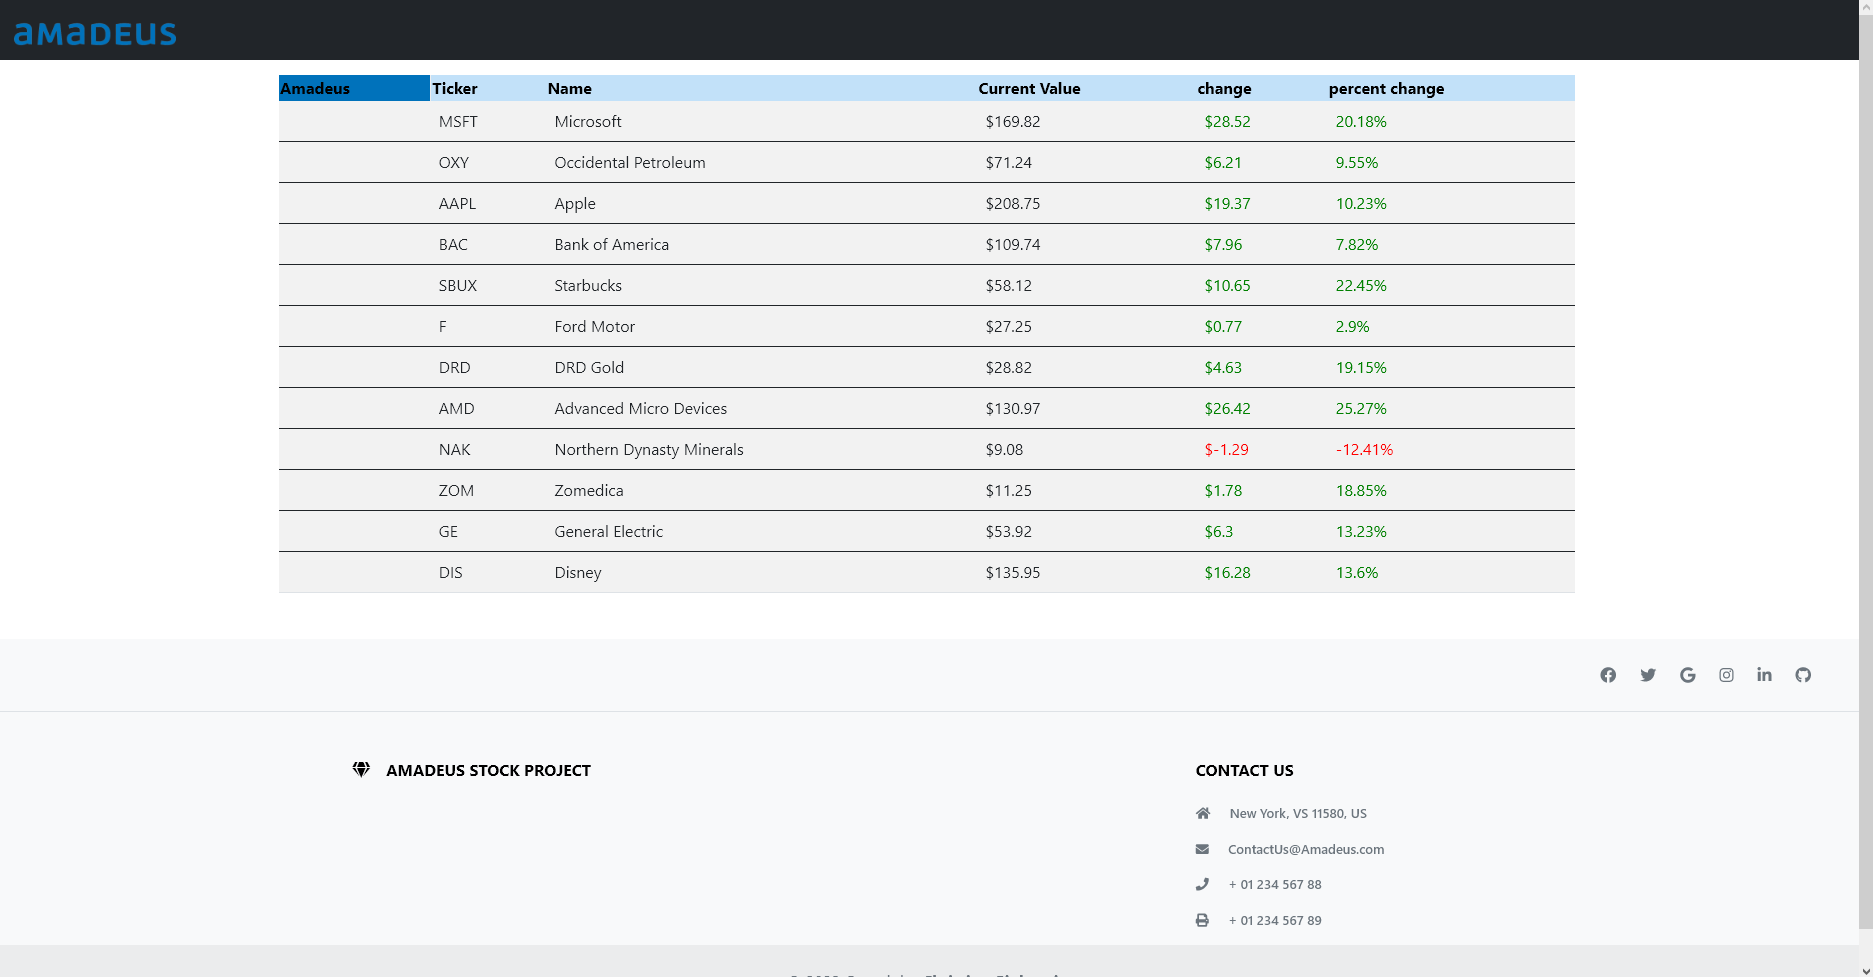 amadeus
Amadeus Ticker Name Current Value change percent change
MSFT Microsoft $169.82 $28.52 20.18%
OXY Occidental Petroleum $71.24 $6.21 9.55%
AAPL Apple $208.75 $19.37 10.23%
BAC Bank of America $109.74 $7.96 7.82%
SBUX Starbucks $58.12 $10.65 22.45%
F Ford Motor $27.25 $0.77 2.9%
DRD DRD Gold $28.82 $4.63 19.15%
AMD Advanced Micro Devices $130.97 $26.42 25.27%
NAK Northern Dynasty Minerals $9.08 $-1.29 -12.41%
ZOM Zomedica $11.25 $1.78 18.85%
GE General Electric $53.92 $6.3 13.23%
DIS Disney $135.95 $16.28 13.6%
AMADEUS STOCK PROJECT
CONTACT US
New York, VS 11580, US
ContactUs@Amadeus.com
+ 01 234 567 88
+ 01 234 567 89